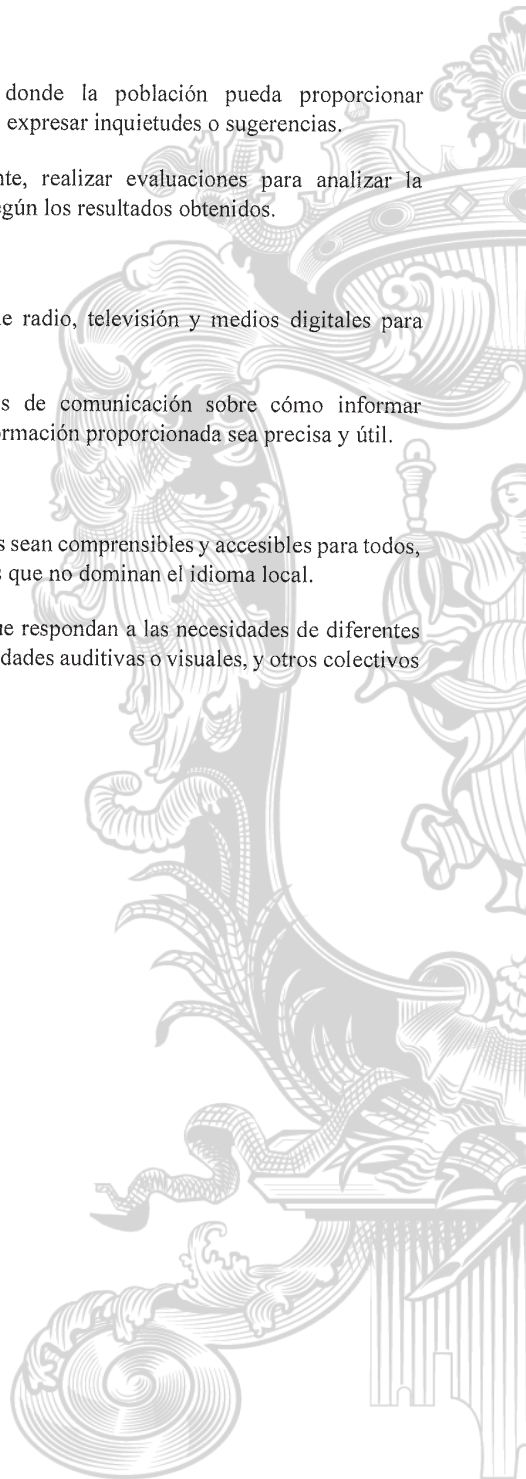 donde la población pueda proporcionar
expresar inquietudes o sugerencias.
nte, realizar evaluaciones para analizar la
egún los resultados obtenidos.
e radio, televisión y medios digitales para
s de comunicación sobre cómo informar
ormación proporcionada sea precisa y útil.
s sean comprensibles y accesibles para todos,
s que no dominan el idioma local.
ue respondan a las necesidades de diferentes
dades auditivas o visuales, y otros colectivos